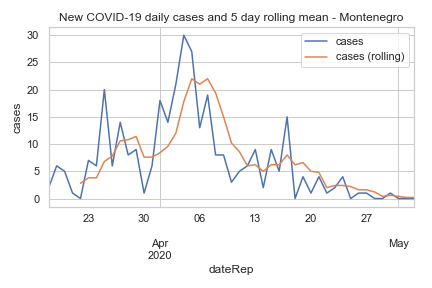 New COVID-19 daily cases and 5 day rolling mean - Montenegro
cases
cases (rolling)
30
25
20
15
10
5
0
cases
23
30
06
13
20
27
Apr
2020
May
dateRep